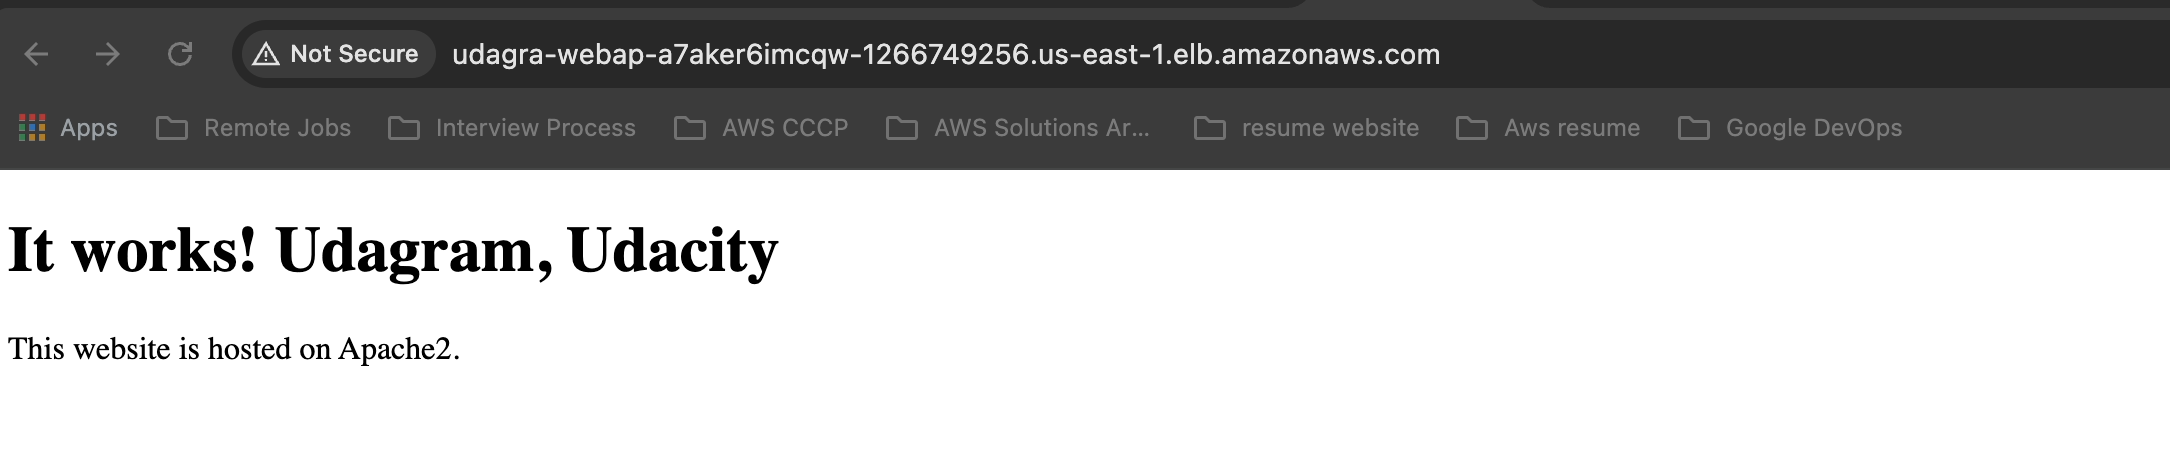 Not Secure udagra-webap-a7aker6imcqw-1266749256.us-east-1.elb.amazonaws.com
Apps Remote Jobs Interview Process AWS CCCP AWS Solutions Ar... resume website Aws resume Google DevOps
It works! Udagram, Udacity
This website is hosted on Apache2.